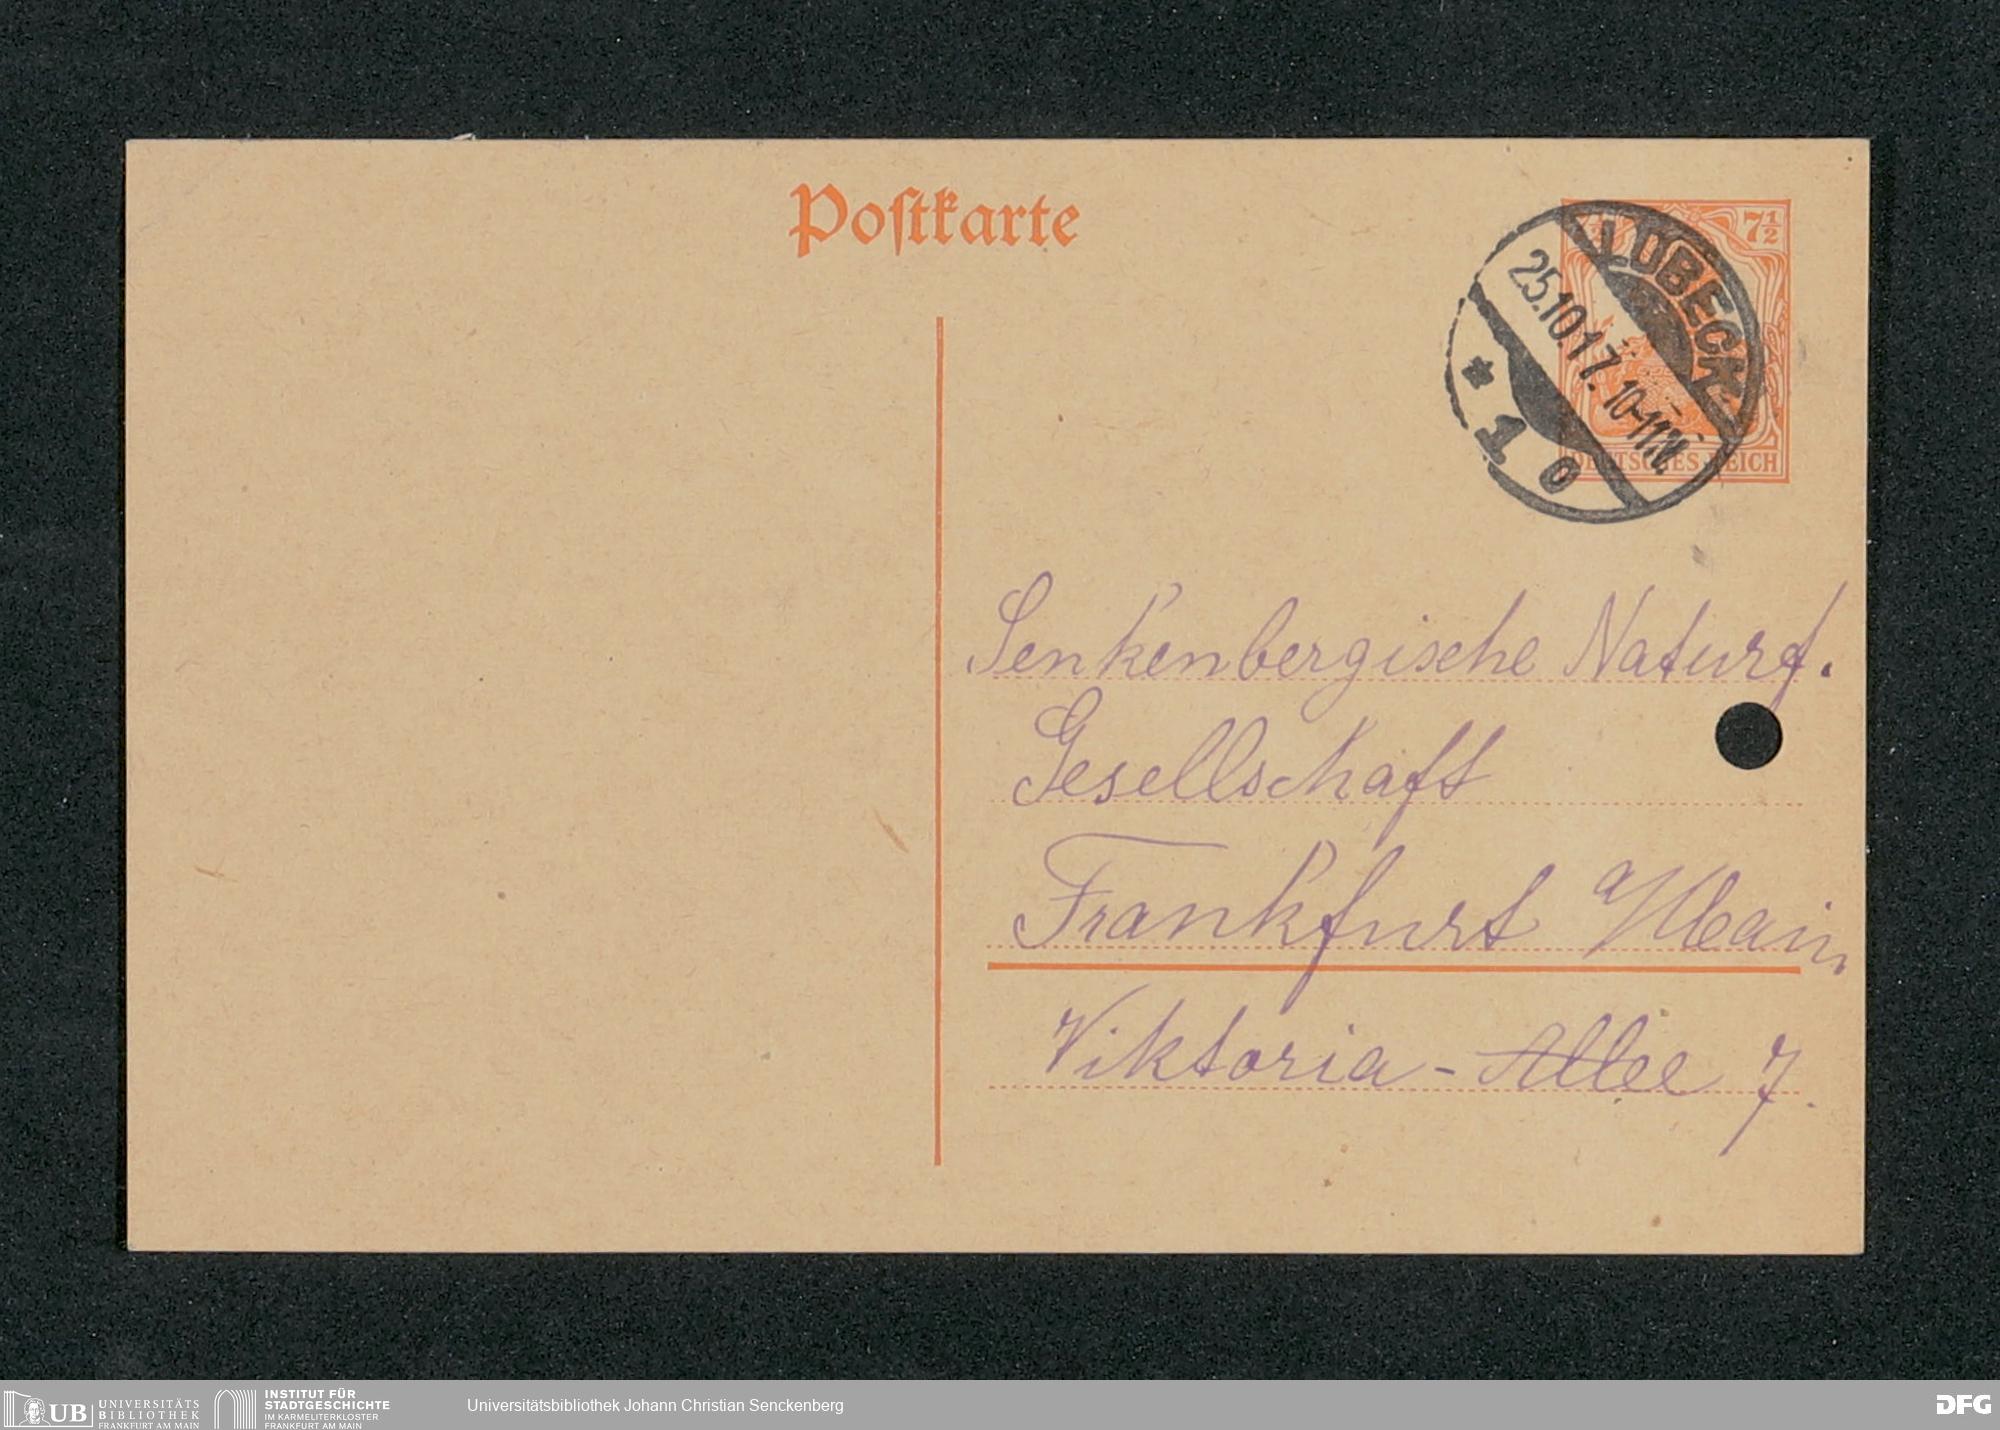 Postkarte
7½
DEUTSCHES REICH
LÜBECK
25.10.17. 10-11N.
* 1 o
Senkenbergische Naturf.
Gesellschaft
Frankfurt a/Main
Viktoria-Allee 7.
UB UNIVERSITÄTS
BIBLIOTHEK
FRANKFURT AM MAIN
INSTITUT FÜR
STADTGESCHICHTE
IM KARMELITERKLOSTER
FRANKFURT AM MAIN
Universitätsbibliothek Johann Christian Senckenberg
DFG